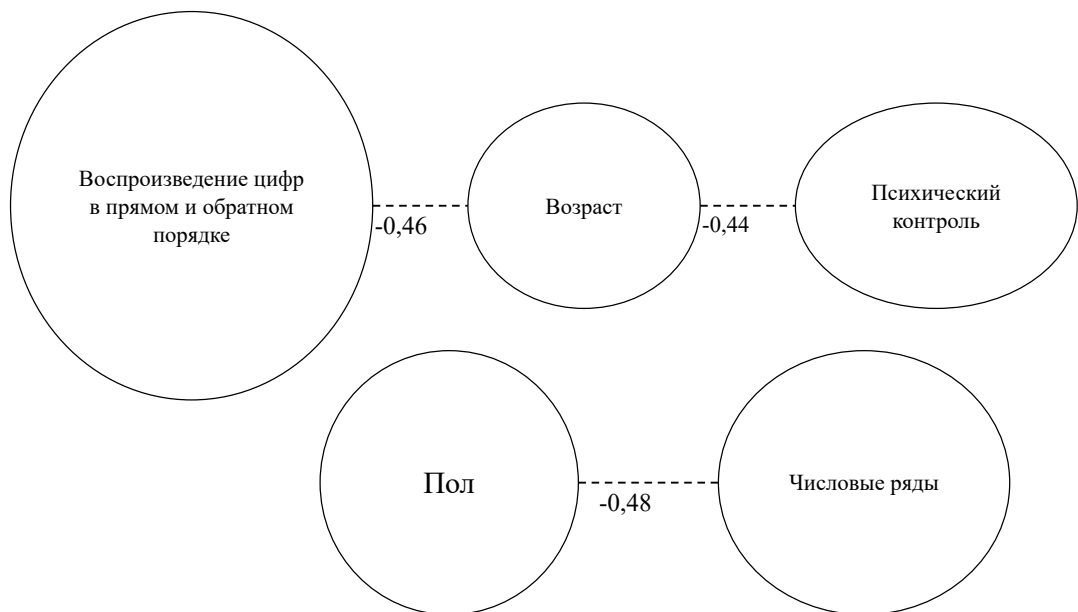 Воспроизведение цифр
в прямом и обратном
порядке
-0,46
Возраст
-0,44
Психический
контроль
Пол
-0,48
Числовые ряды